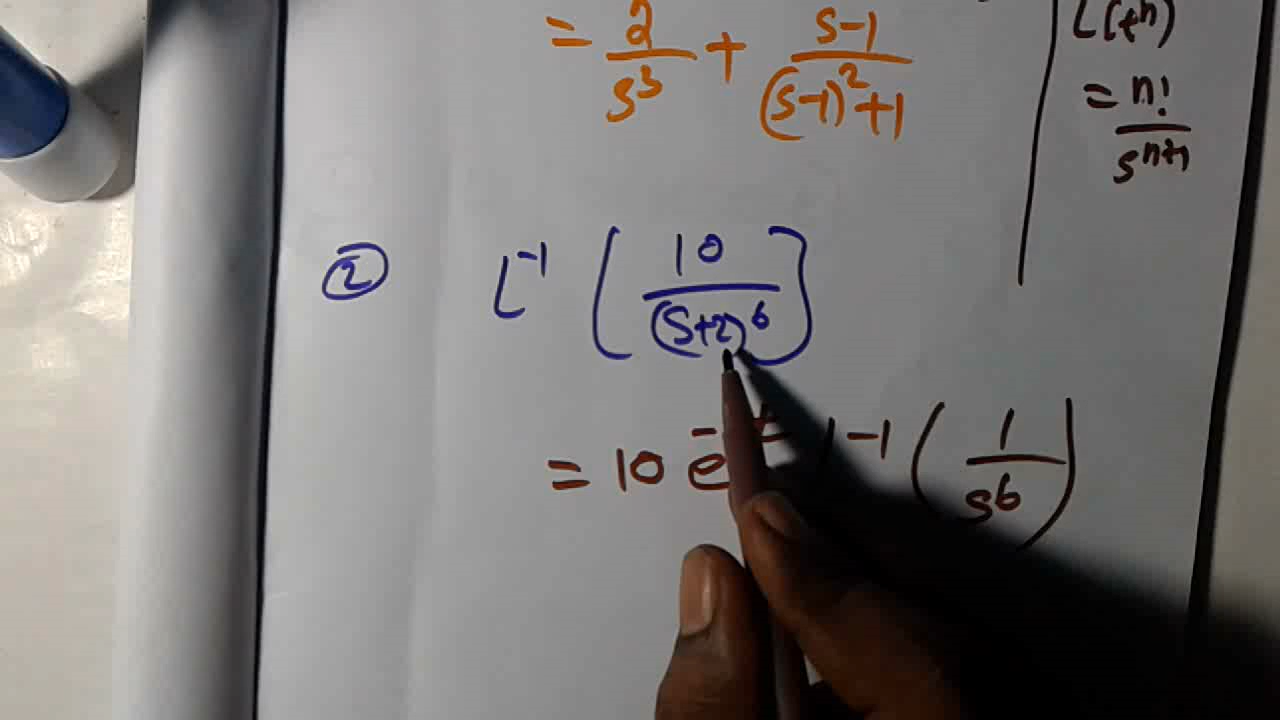 = 2/s³ + s-1/(s-1)²+1
L(tⁿ)
= n!/sⁿ⁺¹
② L⁻¹ [10/(s+2)⁶]
= 10 e⁻ ⁻¹ (1/s⁶)